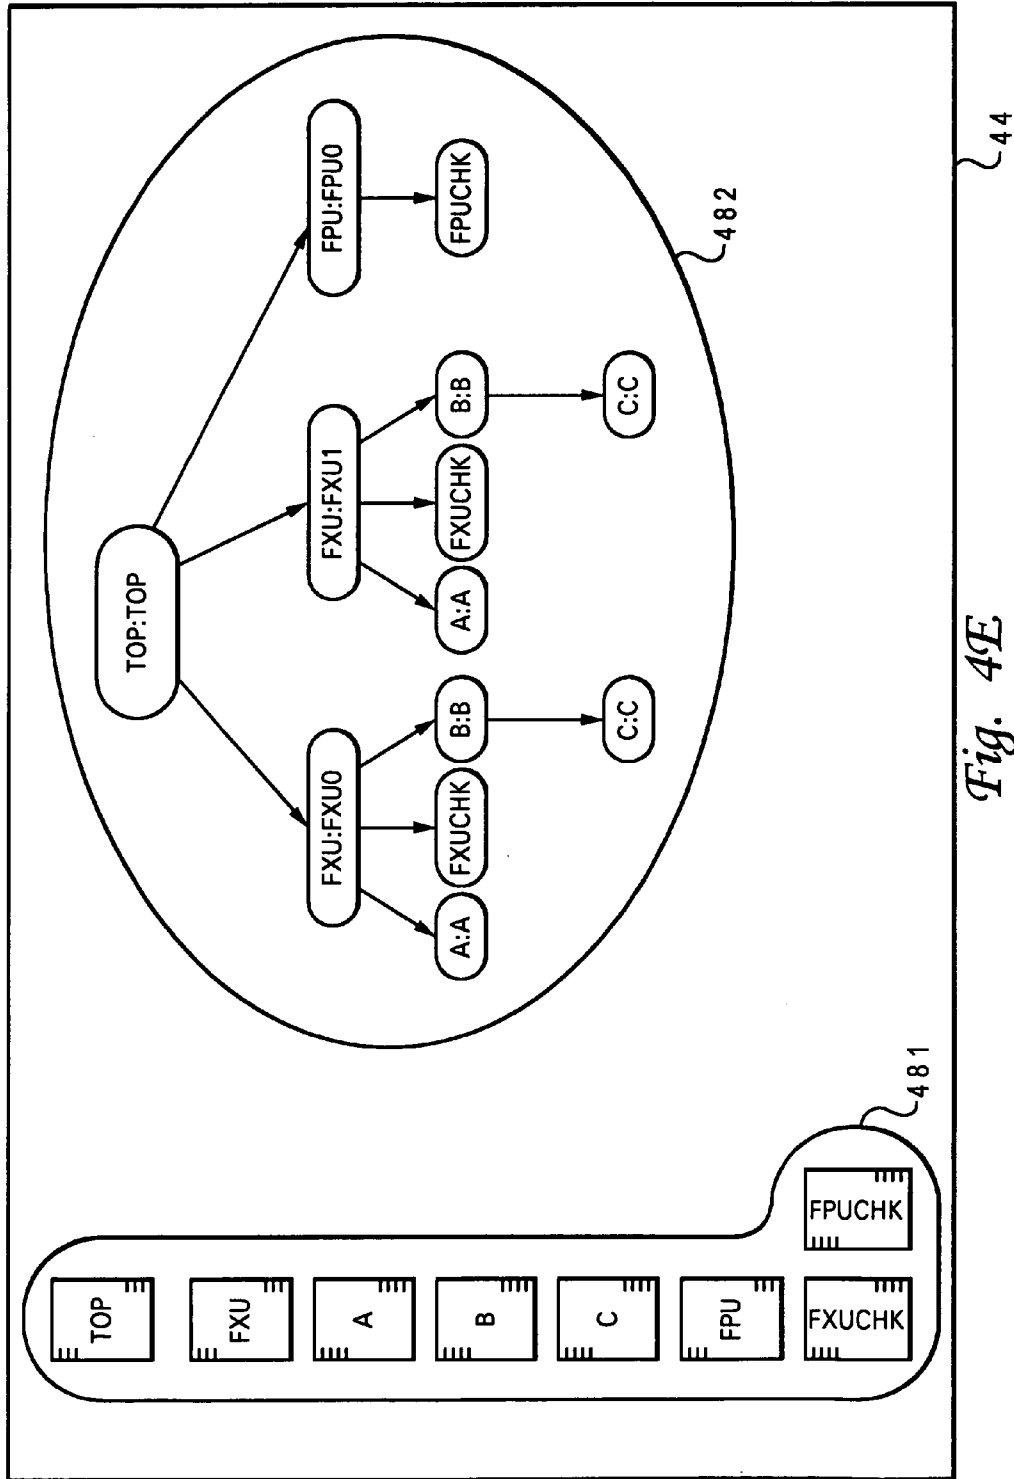 TOP
FXU
A
B
C
FPU
FXUCHK
FPUCHK
481
TOP:TOP
FXU:FXU0
FXU:FXU1
FPU:FPU0
A:A
FXUCHK
B:B
A:A
FXUCHK
B:B
FPUCHK
C:C
C:C
482
44
Fig. 4E